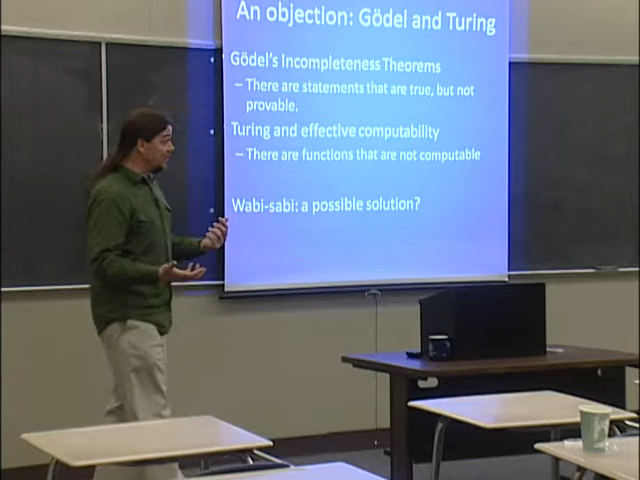 An objection: Gödel and Turing
Gödel's Incompleteness Theorems
– There are statements that are true, but not
provable.
Turing and effective computability
– There are functions that are not computable
Wabi-sabi: a possible solution?